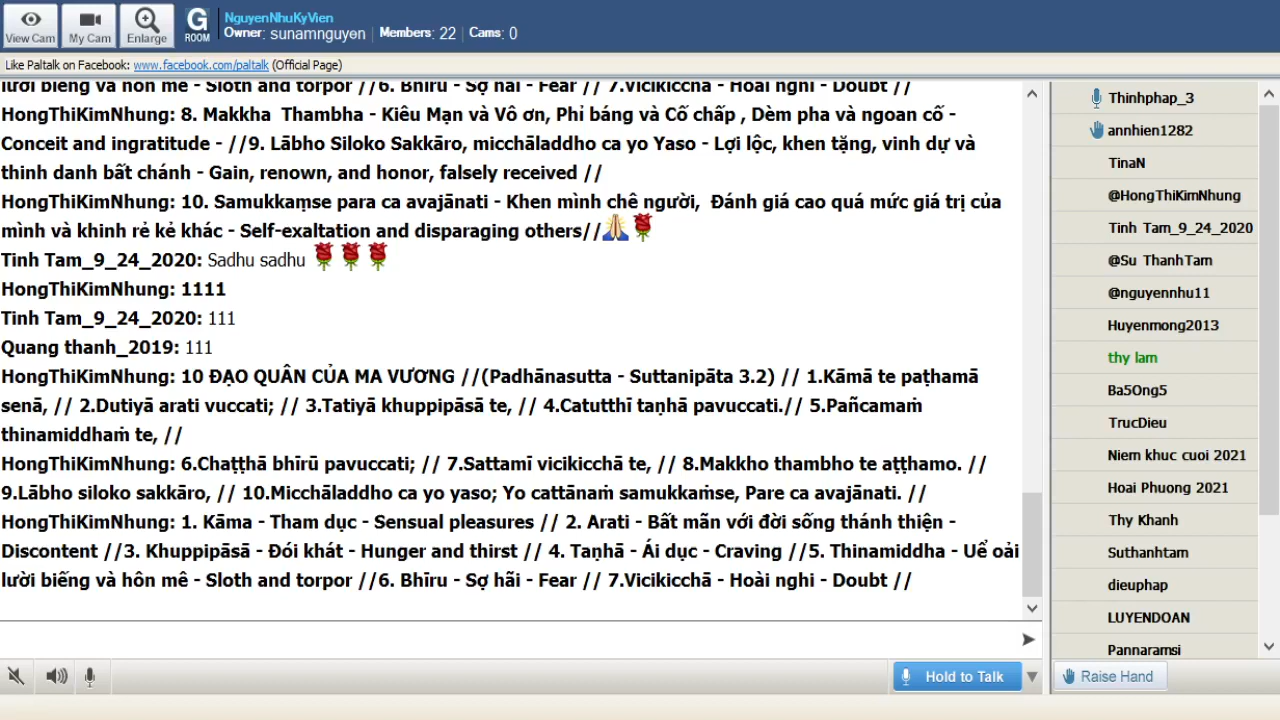 NguyenNhuKyVien
Owner: sunamnguyen | Members: 22 | Cams: 0
View Cam
My Cam
Enlarge
G
ROOM
Like Paltalk on Facebook: www.facebook.com/paltalk (Official Page)
lười biếng và hôn mê - Sloth and torpor //6. Bhīru - Sợ hãi - Fear // 7.Vicikicchā - Hoài nghi - Doubt //
HongThiKimNhung: 8. Makkha Thambha - Kiêu Mạn và Vô ơn, Phỉ báng và Cố chấp , Dèm pha và ngoan cố -
Conceit and ingratitude - //9. Lābho Siloko Sakkāro, micchāladdho ca yo Yaso - Lợi lộc, khen tặng, vinh dự và
thinh danh bất chánh - Gain, renown, and honor, falsely received //
HongThiKimNhung: 10. Samukkaṃse para ca avajānati - Khen mình chê người, Đánh giá cao quá mức giá trị của
mình và khinh rẻ kẻ khác - Self-exaltation and disparaging others//🙏🌹
Tinh Tam_9_24_2020: Sadhu sadhu 🌹🌹🌹
HongThiKimNhung: 1111
Tinh Tam_9_24_2020: 111
Quang thanh_2019: 111
HongThiKimNhung: 10 ĐẠO QUÂN CỦA MA VƯƠNG //(Padhānasutta - Suttanipāta 3.2) // 1.Kāmā te paṭhamā
senā, // 2.Dutiyā arati vuccati; // 3.Tatiyā khuppipāsā te, // 4.Catutthī taṇhā pavuccati.// 5.Pañcamaṁ
thinamiddhaṁ te, //
HongThiKimNhung: 6.Chaṭṭhā bhīrū pavuccati; // 7.Sattamī vicikicchā te, // 8.Makkho thambho te aṭṭhamo. //
9.Lābho siloko sakkāro, // 10.Micchāladdho ca yo yaso; Yo cattānaṁ samukkaṁse, Pare ca avajānati. //
HongThiKimNhung: 1. Kāma - Tham dục - Sensual pleasures // 2. Arati - Bất mãn với đời sống thánh thiện -
Discontent //3. Khuppipāsā - Đói khát - Hunger and thirst // 4. Taṇhā - Ái dục - Craving //5. Thinamiddha - Uể oải
lười biếng và hôn mê - Sloth and torpor //6. Bhīru - Sợ hãi - Fear // 7.Vicikicchā - Hoài nghi - Doubt //
Thinhphap_3
annhien1282
TinaN
@HongThiKimNhung
Tinh Tam_9_24_2020
@Su ThanhTam
@nguyennhu11
Huyenmong2013
thy lam
Ba5Ong5
TrucDieu
Niem khuc cuoi 2021
Hoai Phuong 2021
Thy Khanh
Suthanhtam
dieuphap
LUYENDOAN
Pannaramsi
Hold to Talk
Raise Hand